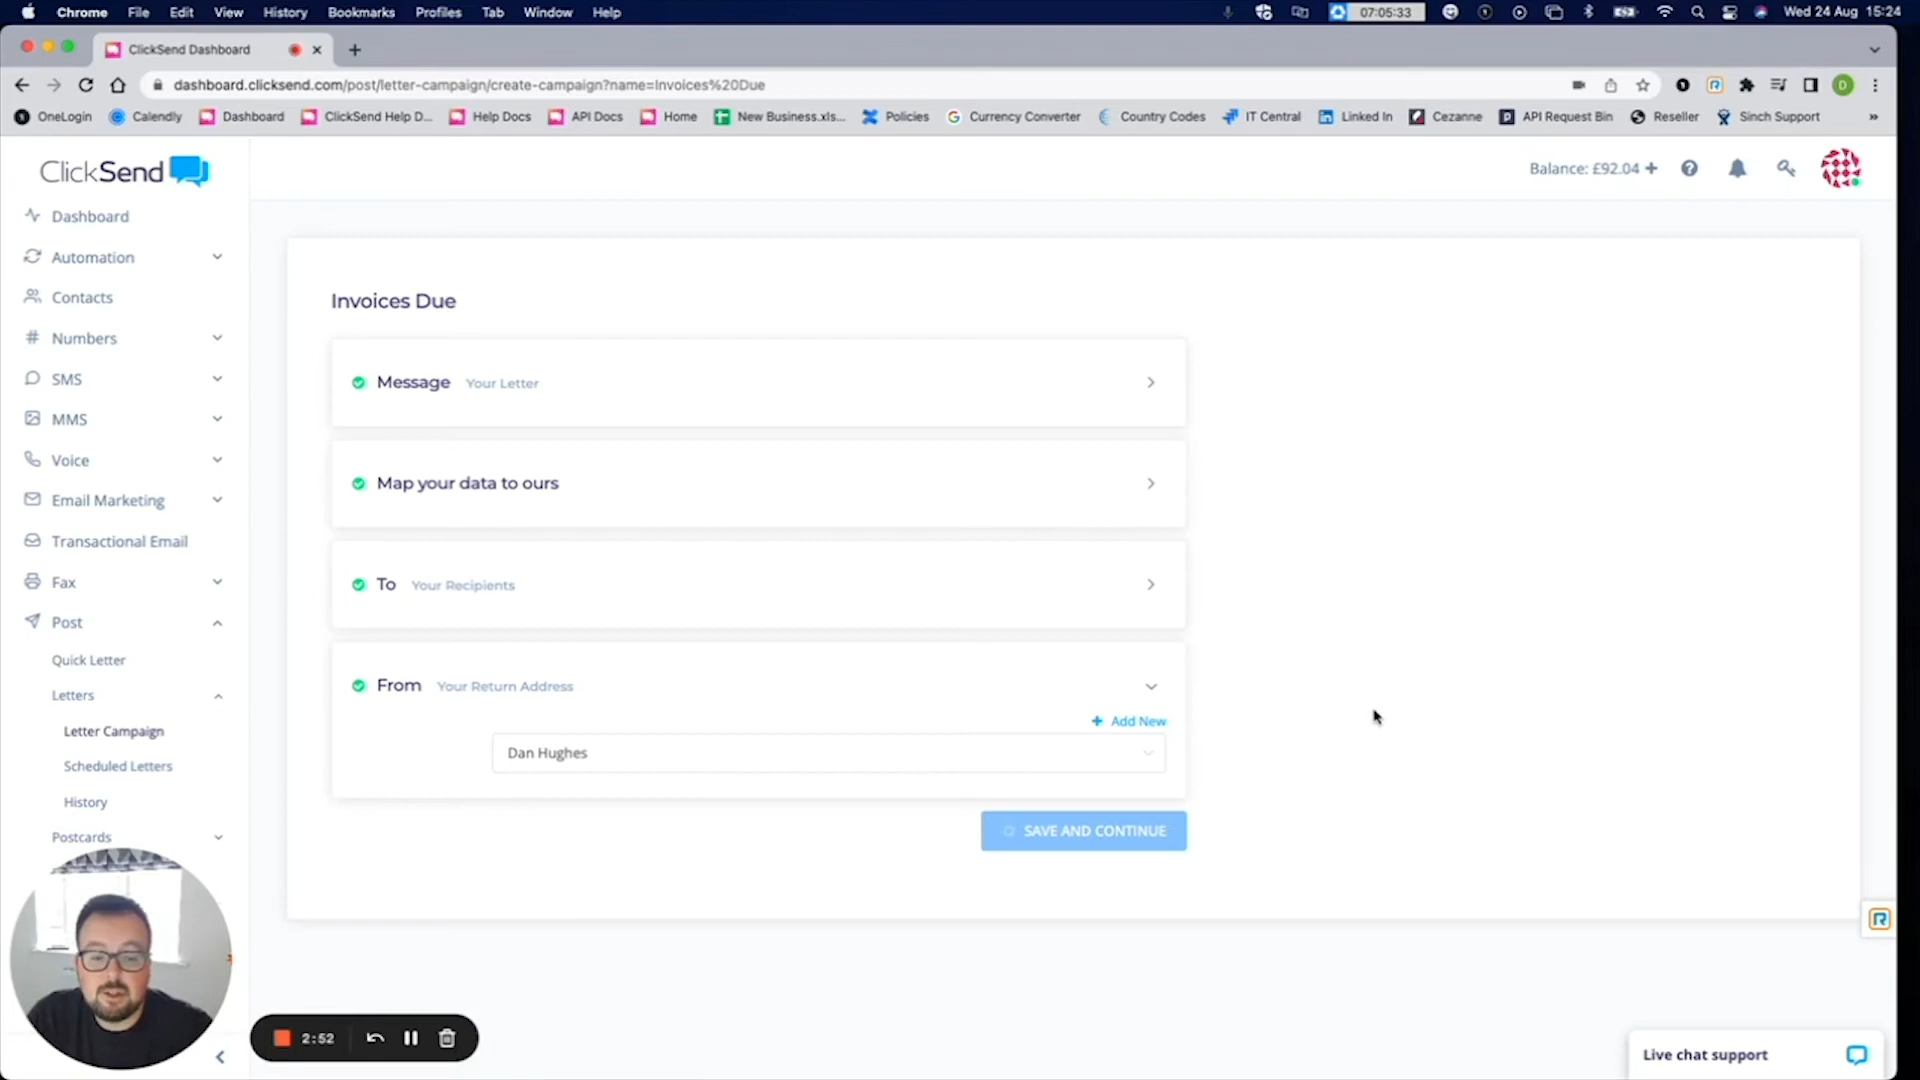 Chrome File Edit View History Bookmarks Profiles Tab Window Help 07:05:33 Wed 24 Aug 15:24
ClickSend Dashboard
dashboard.clicksend.com/post/letter-campaign/create-campaign?name=Invoices%20Due D
OneLogin Calendly Dashboard ClickSend Help D... Help Docs API Docs Home New Business.xls... Policies Currency Converter Country Codes IT Central Linked In Cezanne API Request Bin Reseller Sinch Support »
ClickSend
Balance: £92.04 +
Dashboard
Automation
Contacts
Numbers
SMS
MMS
Voice
Email Marketing
Transactional Email
Fax
Post
Quick Letter
Letters
Letter Campaign
Scheduled Letters
History
Postcards
Invoices Due
Message Your Letter
Map your data to ours
To Your Recipients
From Your Return Address
+ Add New
Dan Hughes
SAVE AND CONTINUE
2:52
Live chat support